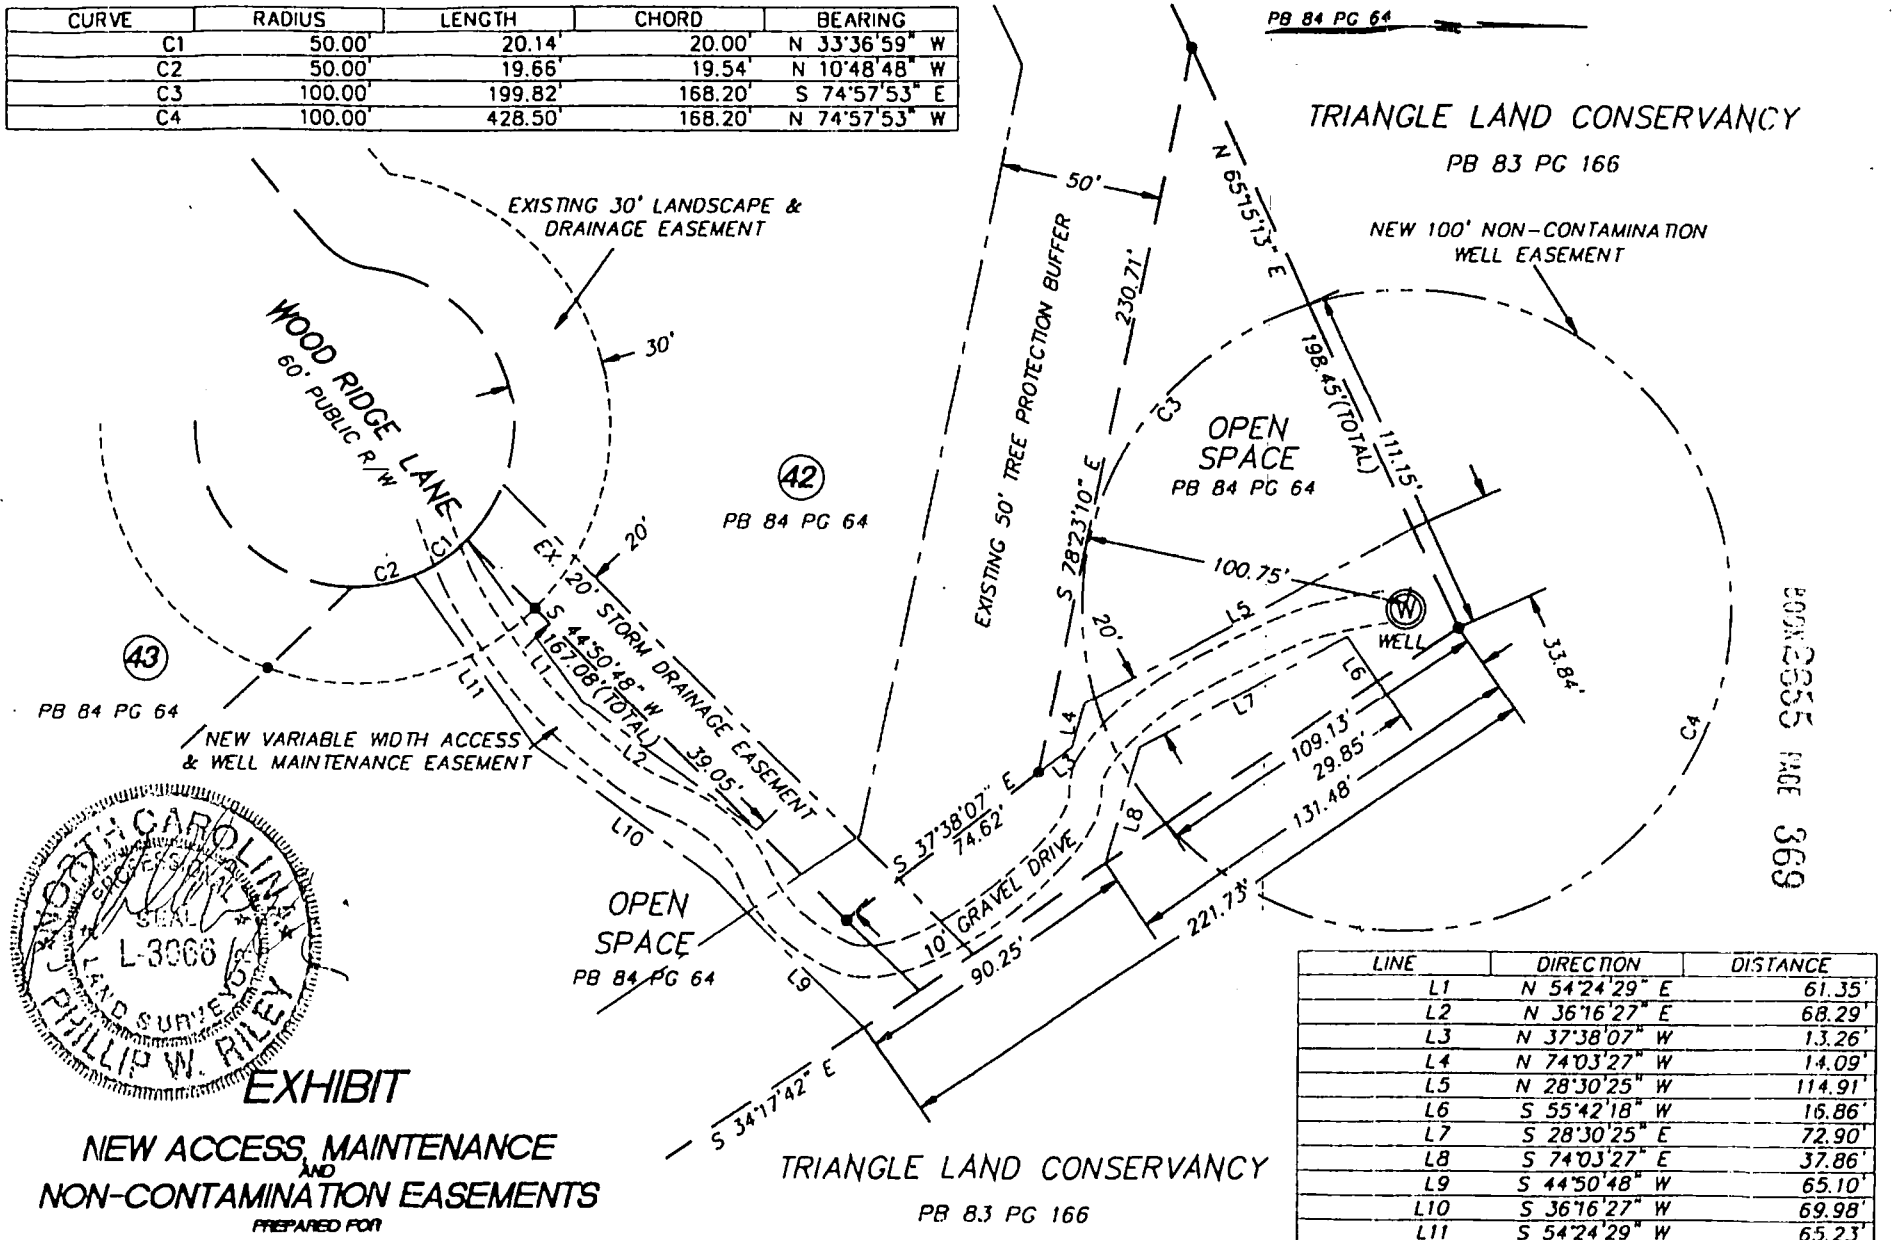 CURVE RADIUS LENGTH CHORD BEARING
C1 50.00' 20.14' 20.00' N 33°36'59" W
C2 50.00' 19.66' 19.54' N 10°48'48" W
C3 100.00' 199.82' 168.20' S 74°57'53" E
C4 100.00' 428.50' 168.20' N 74°57'53" W
PB 84 PG 64
TRIANGLE LAND CONSERVANCY
PB 83 PG 166
EXISTING 30' LANDSCAPE &
DRAINAGE EASEMENT
50'
N 65°15'13" E
NEW 100' NON-CONTAMINATION
WELL EASEMENT
WOOD RIDGE LANE
60' PUBLIC R/W
30'
EXISTING 50' TREE PROTECTION BUFFER
230.71'
S 78°23'10" E
198.45'(TOTAL)
111.15'
C3
OPEN
SPACE
PB 84 PG 64
42
PB 84 PG 64
C1
C2
20'
EX. 20' STORM DRAINAGE EASEMENT
100.75'
L5
W
WELL
33.84'
43
PB 84 PG 64
L11
L1
S 44°50'48" W
167.08'(TOTAL)
L2
39.05'
20'
L4
L3
L6
L7
C4
NEW VARIABLE WIDTH ACCESS
& WELL MAINTENANCE EASEMENT
L10
L8
109.13'
29.85'
131.48'
S 37°38'07" E
74.62'
10' GRAVEL DRIVE
221.73'
90.25'
OPEN
SPACE
PB 84 PG 64
L9
BOOK 2655 PAGE 369
NORTH CAROLINA
PROFESSIONAL
SEAL
L-3066
LAND SURVEYOR
PHILLIP W. RILEY
S 34°17'42" E
EXHIBIT
NEW ACCESS, MAINTENANCE
AND
NON-CONTAMINATION EASEMENTS
PREPARED FOR
TRIANGLE LAND CONSERVANCY
PB 83 PG 166
LINE DIRECTION DISTANCE
L1 N 54°24'29" E 61.35'
L2 N 36°16'27" E 68.29'
L3 N 37°38'07" W 13.26'
L4 N 74°03'27" W 14.09'
L5 N 28°30'25" W 114.91'
L6 S 55°42'18" W 16.86'
L7 S 28°30'25" E 72.90'
L8 S 74°03'27" E 37.86'
L9 S 44°50'48" W 65.10'
L10 S 36°16'27" W 69.98'
L11 S 54°24'29" W 65.23'